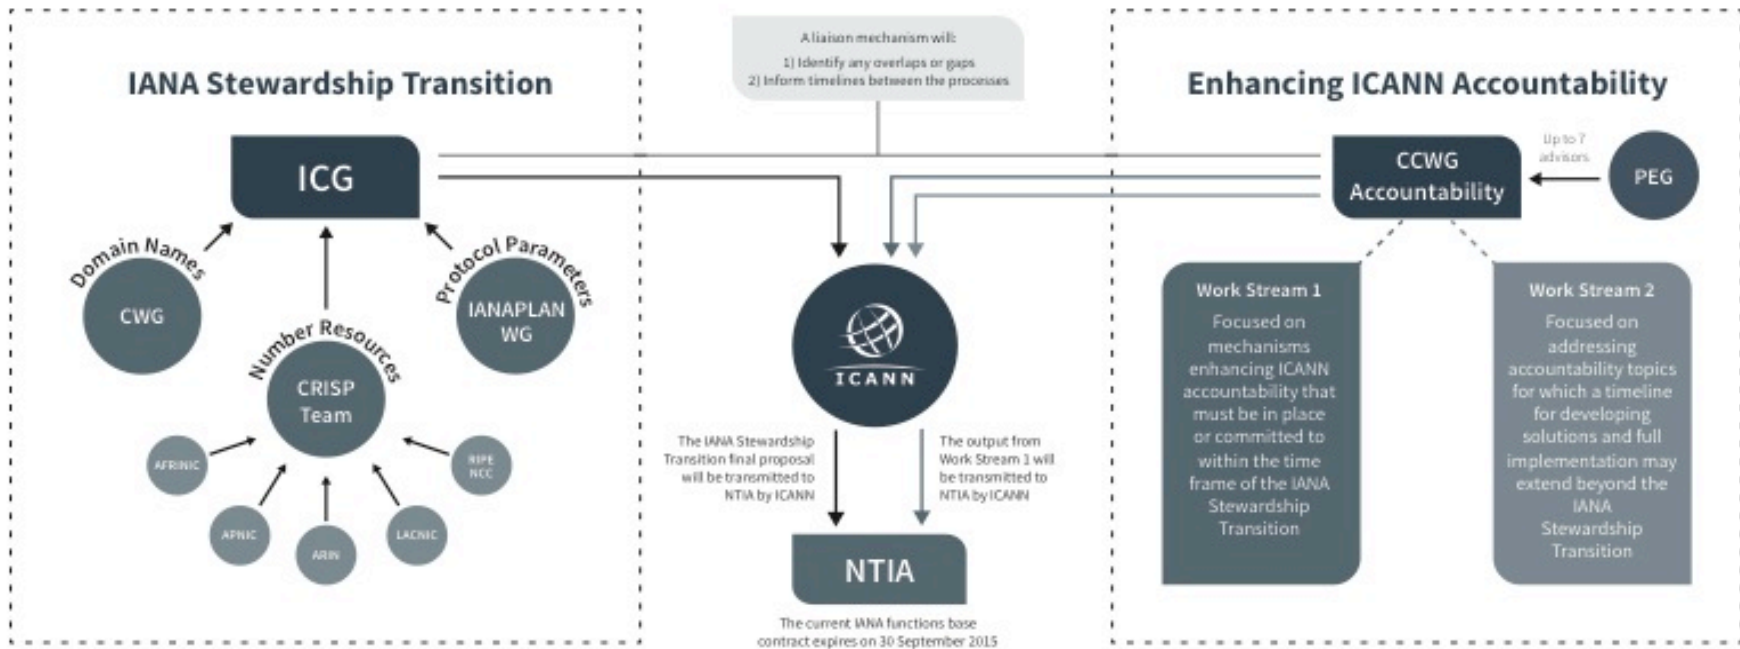 A liaison mechanism will:
1) Identify any overlaps or gaps
2) Inform timelines between the processes
IANA Stewardship Transition
ICG
Domain Names
CWG
Protocol Parameters
IANAPLAN
WG
Number Resources
CRISP
Team
AFRINIC
RIPE
NCC
APNIC
ARIN
LACNIC
ICANN
The IANA Stewardship
Transition final proposal
will be transmitted to
NTIA by ICANN
The output from
Work Stream 1 will
be transmitted to
NTIA by ICANN
NTIA
The current IANA functions base
contract expires on 30 September 2015
Enhancing ICANN Accountability
CCWG
Accountability
Up to 7
advisors
PEG
Work Stream 1
Focused on
mechanisms
enhancing ICANN
accountability that
must be in place
or committed to
within the time
frame of the IANA
Stewardship
Transition
Work Stream 2
Focused on
addressing
accountability topics
for which a timeline
for developing
solutions and full
implementation may
extend beyond the
IANA
Stewardship
Transition